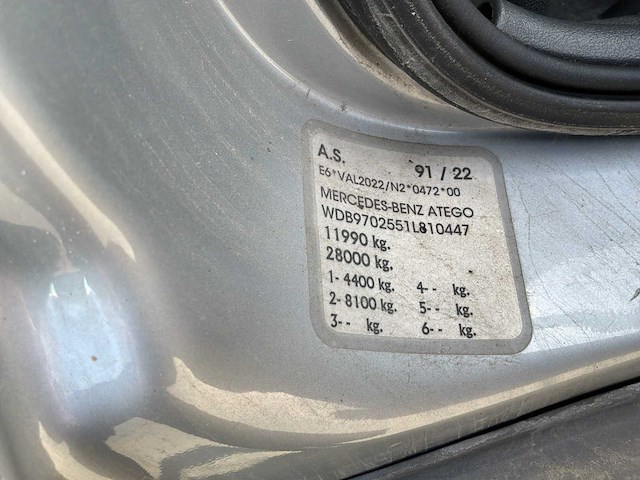 A.S. 91 / 22
E6*VAL2022/N2*0472*00
MERCEDES-BENZ ATEGO
WDB9702551L810447
11990 kg.
28000 kg.
1- 4400 kg. 4-- kg.
2- 8100 kg. 5-- kg.
3-- kg. 6-- kg.